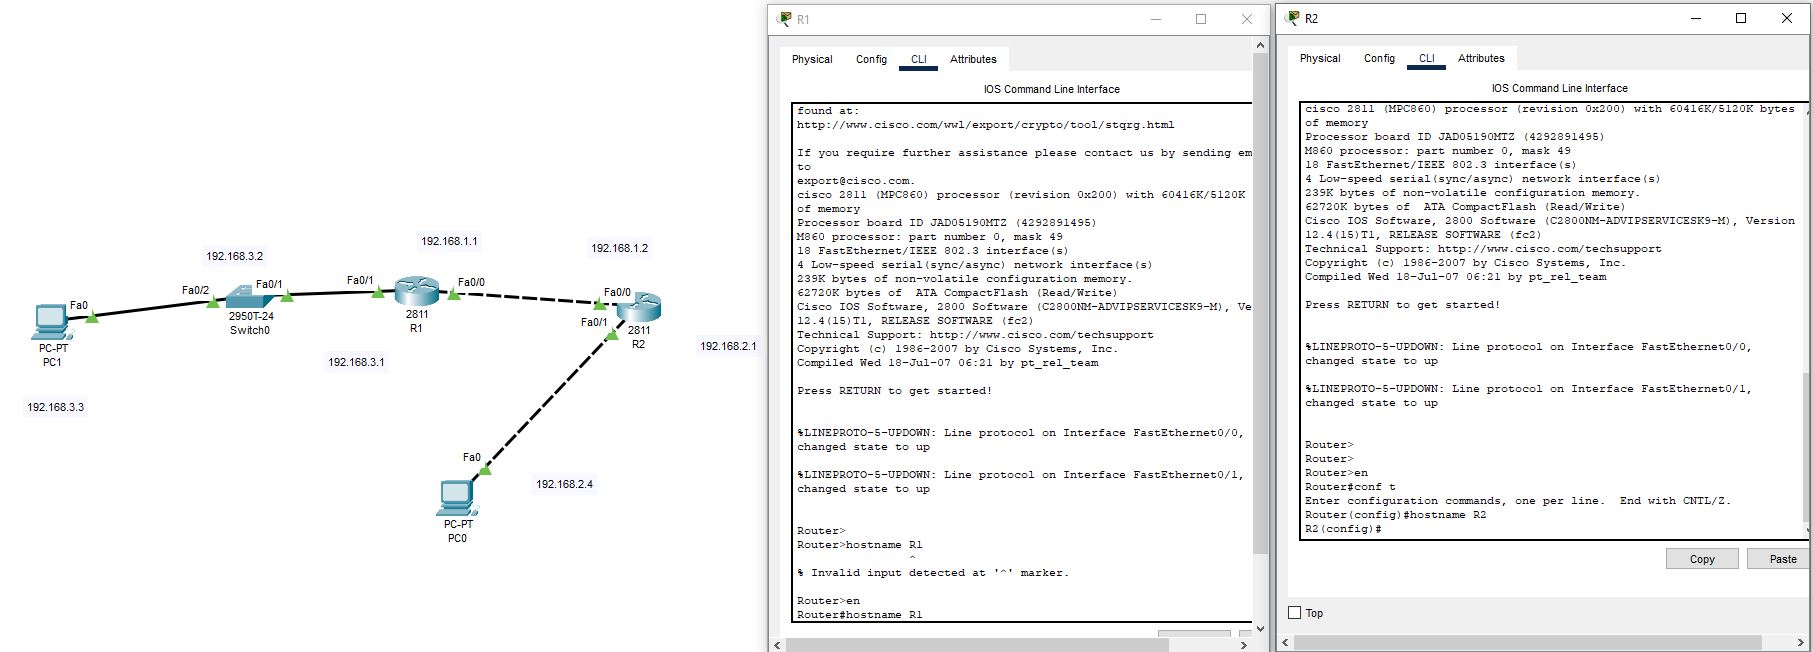 192.168.1.1
192.168.1.2
192.168.3.2
Fa0/2
Fa0/1
Fa0/1
Fa0/0
Fa0/0
Fa0
2950T-24
Switch0
2811
R1
Fa0/1
2811
R2
PC-PT
PC1
192.168.3.1
192.168.2.1
192.168.3.3
Fa0
192.168.2.4
PC-PT
PC0
R1
Physical Config CLI Attributes
IOS Command Line Interface
found at:
http://www.cisco.com/wwl/export/crypto/tool/stqrg.html
If you require further assistance please contact us by sending em
to
export@cisco.com.
cisco 2811 (MPC860) processor (revision 0x200) with 60416K/5120K
of memory
Processor board ID JAD05190MTZ (4292891495)
M860 processor: part number 0, mask 49
18 FastEthernet/IEEE 802.3 interface(s)
4 Low-speed serial(sync/async) network interface(s)
239K bytes of non-volatile configuration memory.
62720K bytes of  ATA CompactFlash (Read/Write)
Cisco IOS Software, 2800 Software (C2800NM-ADVIPSERVICESK9-M), Ve
12.4(15)T1, RELEASE SOFTWARE (fc2)
Technical Support: http://www.cisco.com/techsupport
Copyright (c) 1986-2007 by Cisco Systems, Inc.
Compiled Wed 18-Jul-07 06:21 by pt_rel_team
Press RETURN to get started!
%LINEPROTO-5-UPDOWN: Line protocol on Interface FastEthernet0/0,
changed state to up
%LINEPROTO-5-UPDOWN: Line protocol on Interface FastEthernet0/1,
changed state to up
Router>
Router>hostname R1
^
% Invalid input detected at '^' marker.
Router>en
Router#hostname R1
R2
Physical Config CLI Attributes
IOS Command Line Interface
cisco 2811 (MPC860) processor (revision 0x200) with 60416K/5120K bytes
of memory
Processor board ID JAD05190MTZ (4292891495)
M860 processor: part number 0, mask 49
18 FastEthernet/IEEE 802.3 interface(s)
4 Low-speed serial(sync/async) network interface(s)
239K bytes of non-volatile configuration memory.
62720K bytes of  ATA CompactFlash (Read/Write)
Cisco IOS Software, 2800 Software (C2800NM-ADVIPSERVICESK9-M), Version
12.4(15)T1, RELEASE SOFTWARE (fc2)
Technical Support: http://www.cisco.com/techsupport
Copyright (c) 1986-2007 by Cisco Systems, Inc.
Compiled Wed 18-Jul-07 06:21 by pt_rel_team
Press RETURN to get started!
%LINEPROTO-5-UPDOWN: Line protocol on Interface FastEthernet0/0,
changed state to up
%LINEPROTO-5-UPDOWN: Line protocol on Interface FastEthernet0/1,
changed state to up
Router>
Router>
Router>en
Router#conf t
Enter configuration commands, one per line.  End with CNTL/Z.
Router(config)#hostname R2
R2(config)#
Copy Paste
Top